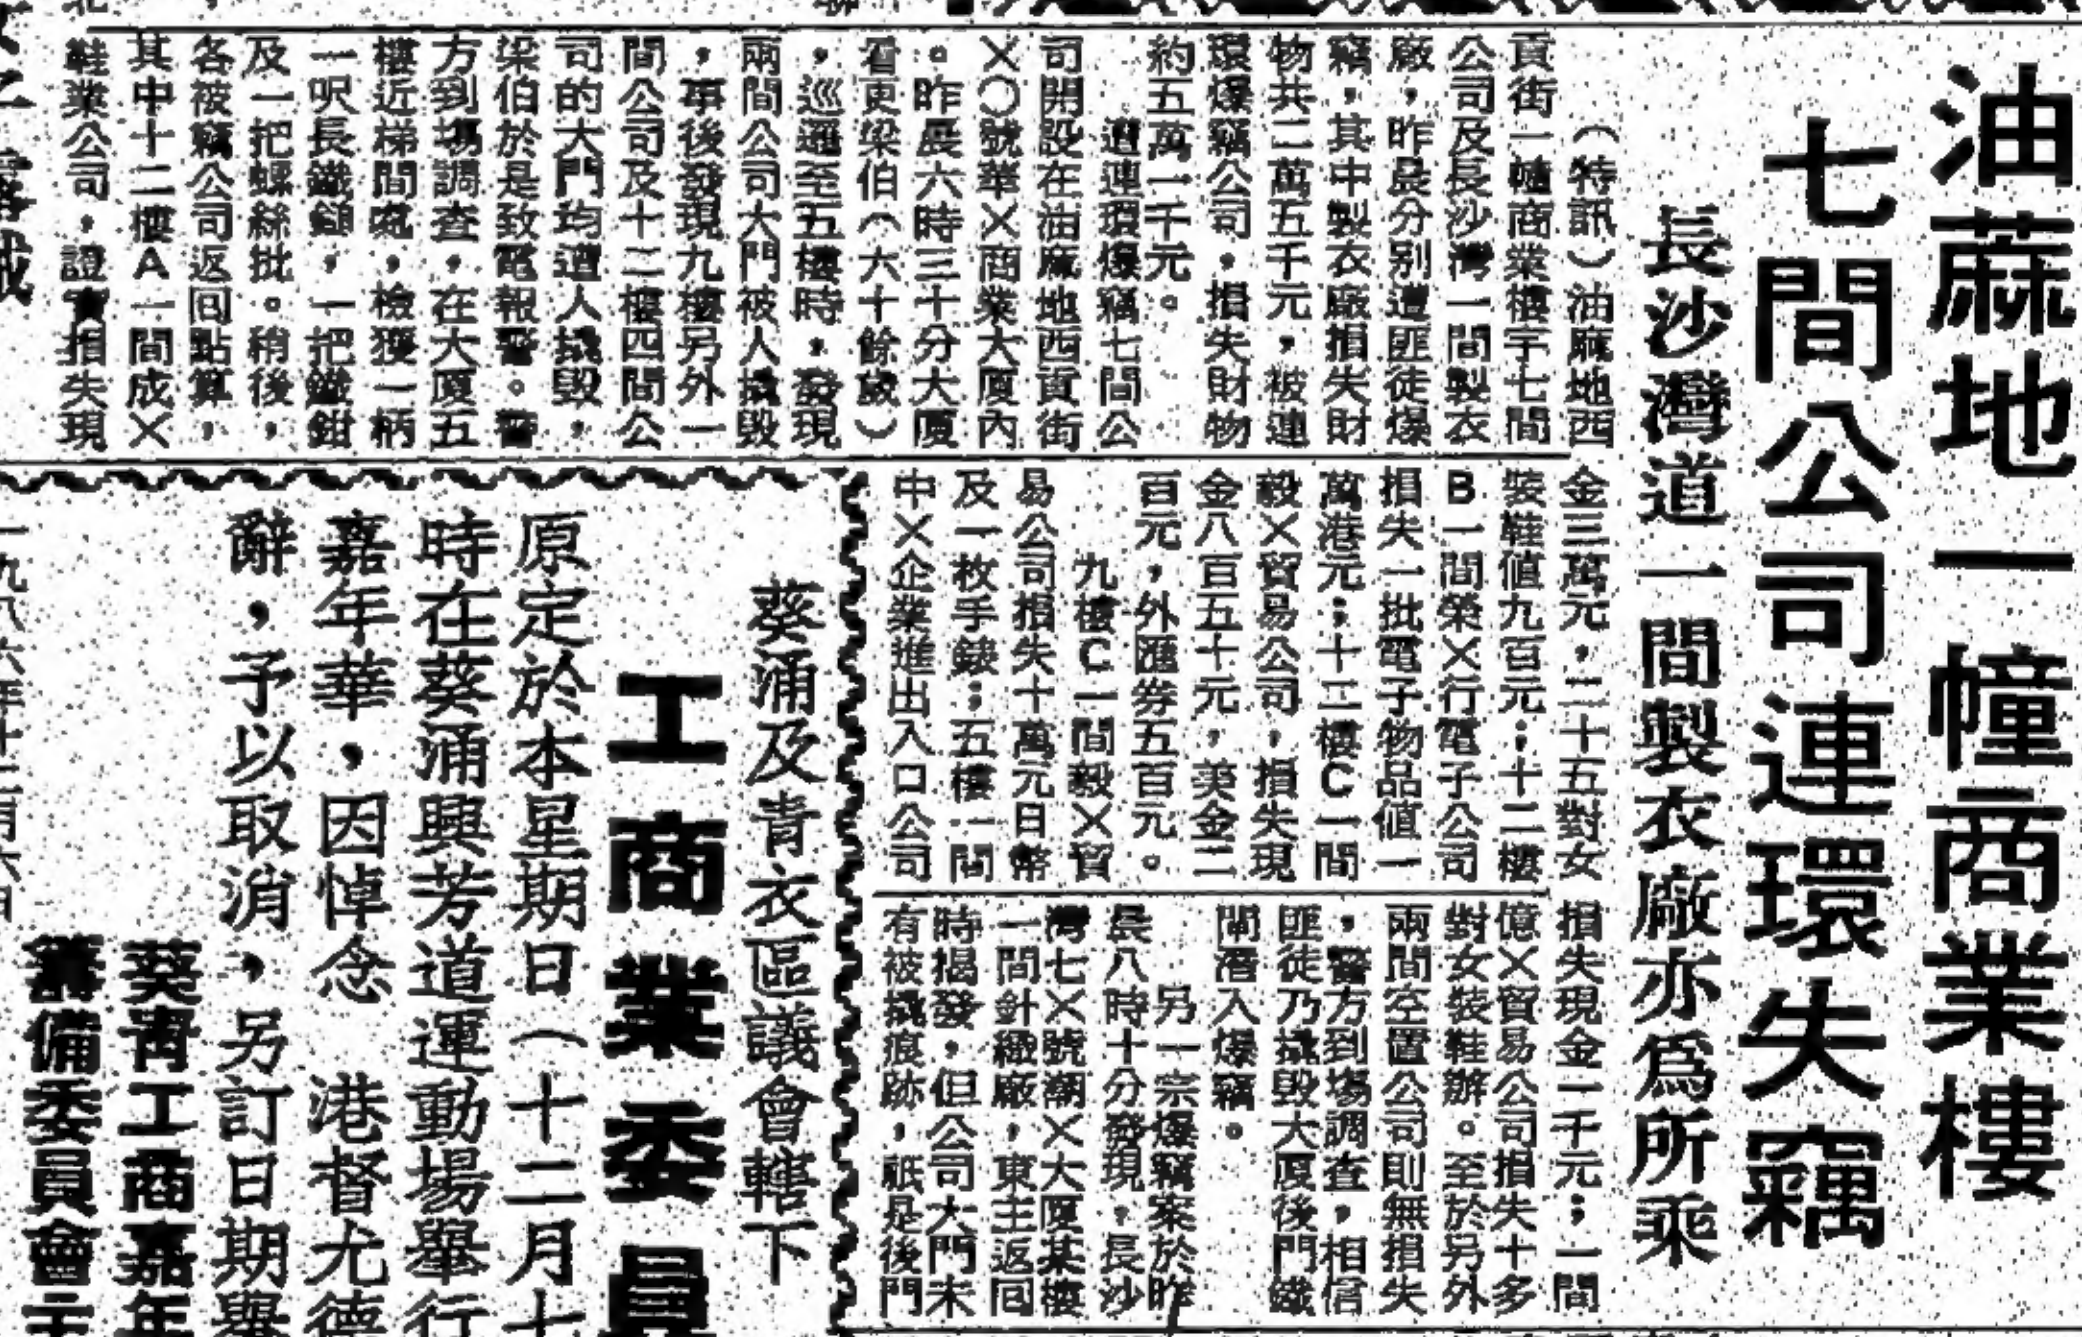 油蔴地一幢商業樓
七間公司連環失竊
長沙灣道一間製衣廠亦爲所乘
（特訊）油麻地西
貢街一幢商業樓宇七間
公司及長沙灣一間製衣
廠，昨晨分别遭匪徒爆
竊，其中製衣廠損失財
物共二萬五千元，被連
環爆竊公司，損失財物
約五萬一千元。
遭連環爆竊七間公
司開設在油麻地西貢街
×〇號華×商業大厦內
。昨晨六時三十分大厦
看更梁伯（六十餘歲）
，巡邏至五樓時，發現
兩間公司大門被人撬毀
，事後發現九樓另外一
間公司及十二樓四間公
司的大門均遭人撬毀，
梁伯於是致電報警。警
方到場調查，在大厦五
樓近梯間處，檢獲一柄
一呎長鐵鎚，一把鐵鉗
及一把螺絲批。稍後，
各被竊公司返回點算，
其中十二樓A一間成×
鞋業公司，證實損失現
金三萬元，二十五對女
裝鞋值九百元；十二樓
B一間榮×行電子公司
損失一批電子物品值一
萬港元；十二樓C一間
毅×貿易公司，損失現
金八百五十元，美金二
百元，外匯券五百元。
九樓C一間毅×貿
易公司損失十萬元日幣
及一枚手錶；五樓一間
中×企業進出入口公司
損失現金一千元；一間
億×貿易公司損失十多
對女裝鞋辦。至於另外
兩間空置公司則無損失
，警方到場調查，相信
匪徒乃撬毀大厦後門鐵
閘潛入爆竊。
另一宗爆竊案於昨
晨八時十分發現，長沙
灣七×號潮×大厦某樓
一間針織廠，東主返回
時揭發，但公司大門未
有被撬痕跡，祇是後門
葵涌及青衣區議會轄下
工商業委員
原定於本星期日（十二月七
時在葵涌興芳道運動場舉行
嘉年華，因悼念　港督尤德
辭，予以取消，另訂日期舉
葵靑工商嘉年
籌備委員會主
一九八六年十二月六日